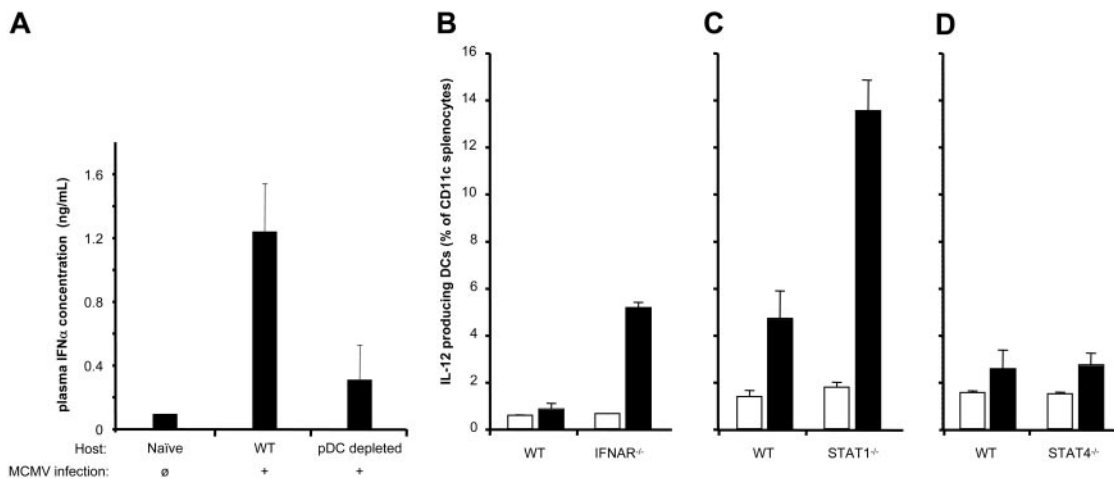 A
plasma IFNα concentration (ng/mL)
1.6
1.2
0.8
0.4
0
Host: Naïve WT pDC depleted
MCMV infection: ø + +
B
IL-12 producing DCs (% of CD11c splenocytes)
16
14
12
10
8
6
4
2
0
WT IFNAR-/-
C
WT STAT1-/-
D
WT STAT4-/-